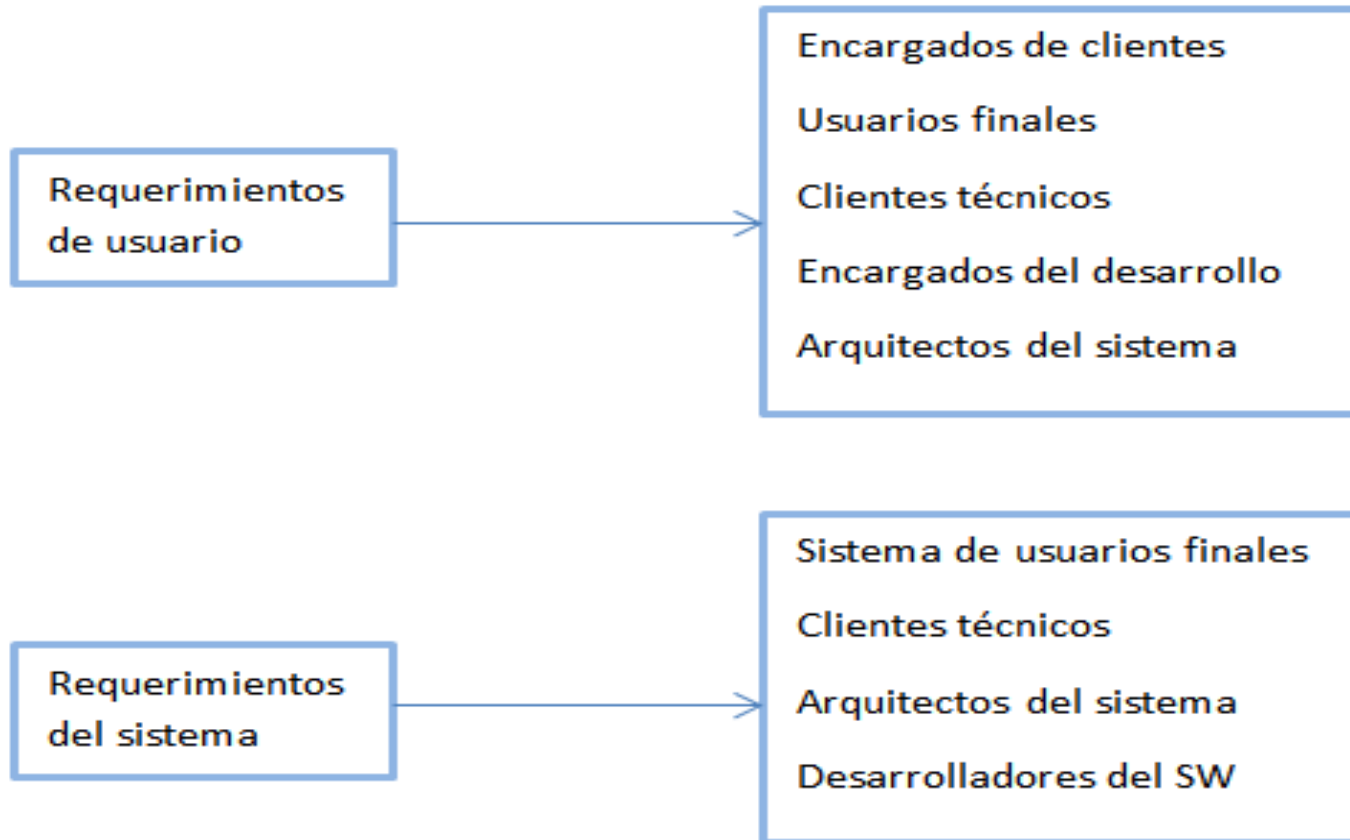 Requerimientos
de usuario
Encargados de clientes
Usuarios finales
Clientes técnicos
Encargados del desarrollo
Arquitectos del sistema
Requerimientos
del sistema
Sistema de usuarios finales
Clientes técnicos
Arquitectos del sistema
Desarrolladores del SW